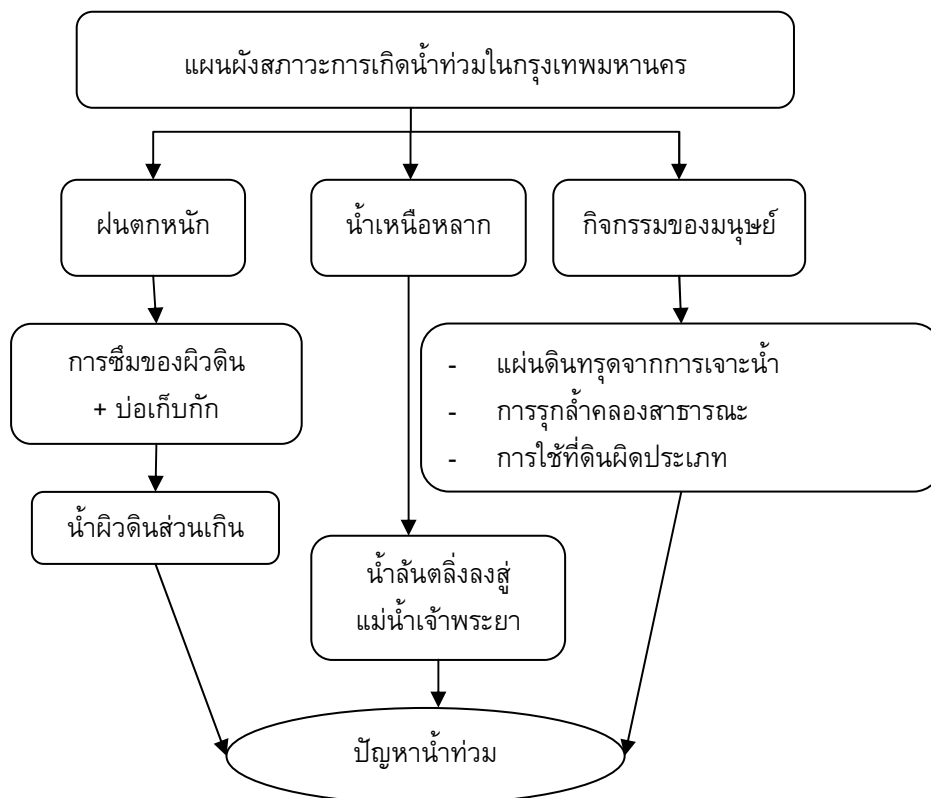 แผนผังสภาวะการเกิดน้ำท่วมในกรุงเทพมหานคร
ฝนตกหนัก
น้ำเหนือหลาก
กิจกรรมของมนุษย์
การซึมของผิวดิน
+ บ่อเก็บกัก
- แผ่นดินทรุดจากการเจาะน้ำ
- การรุกล้ำคลองสาธารณะ
- การใช้ที่ดินผิดประเภท
น้ำผิวดินส่วนเกิน
น้ำล้นตลิ่งลงสู่
แม่น้ำเจ้าพระยา
ปัญหาน้ำท่วม